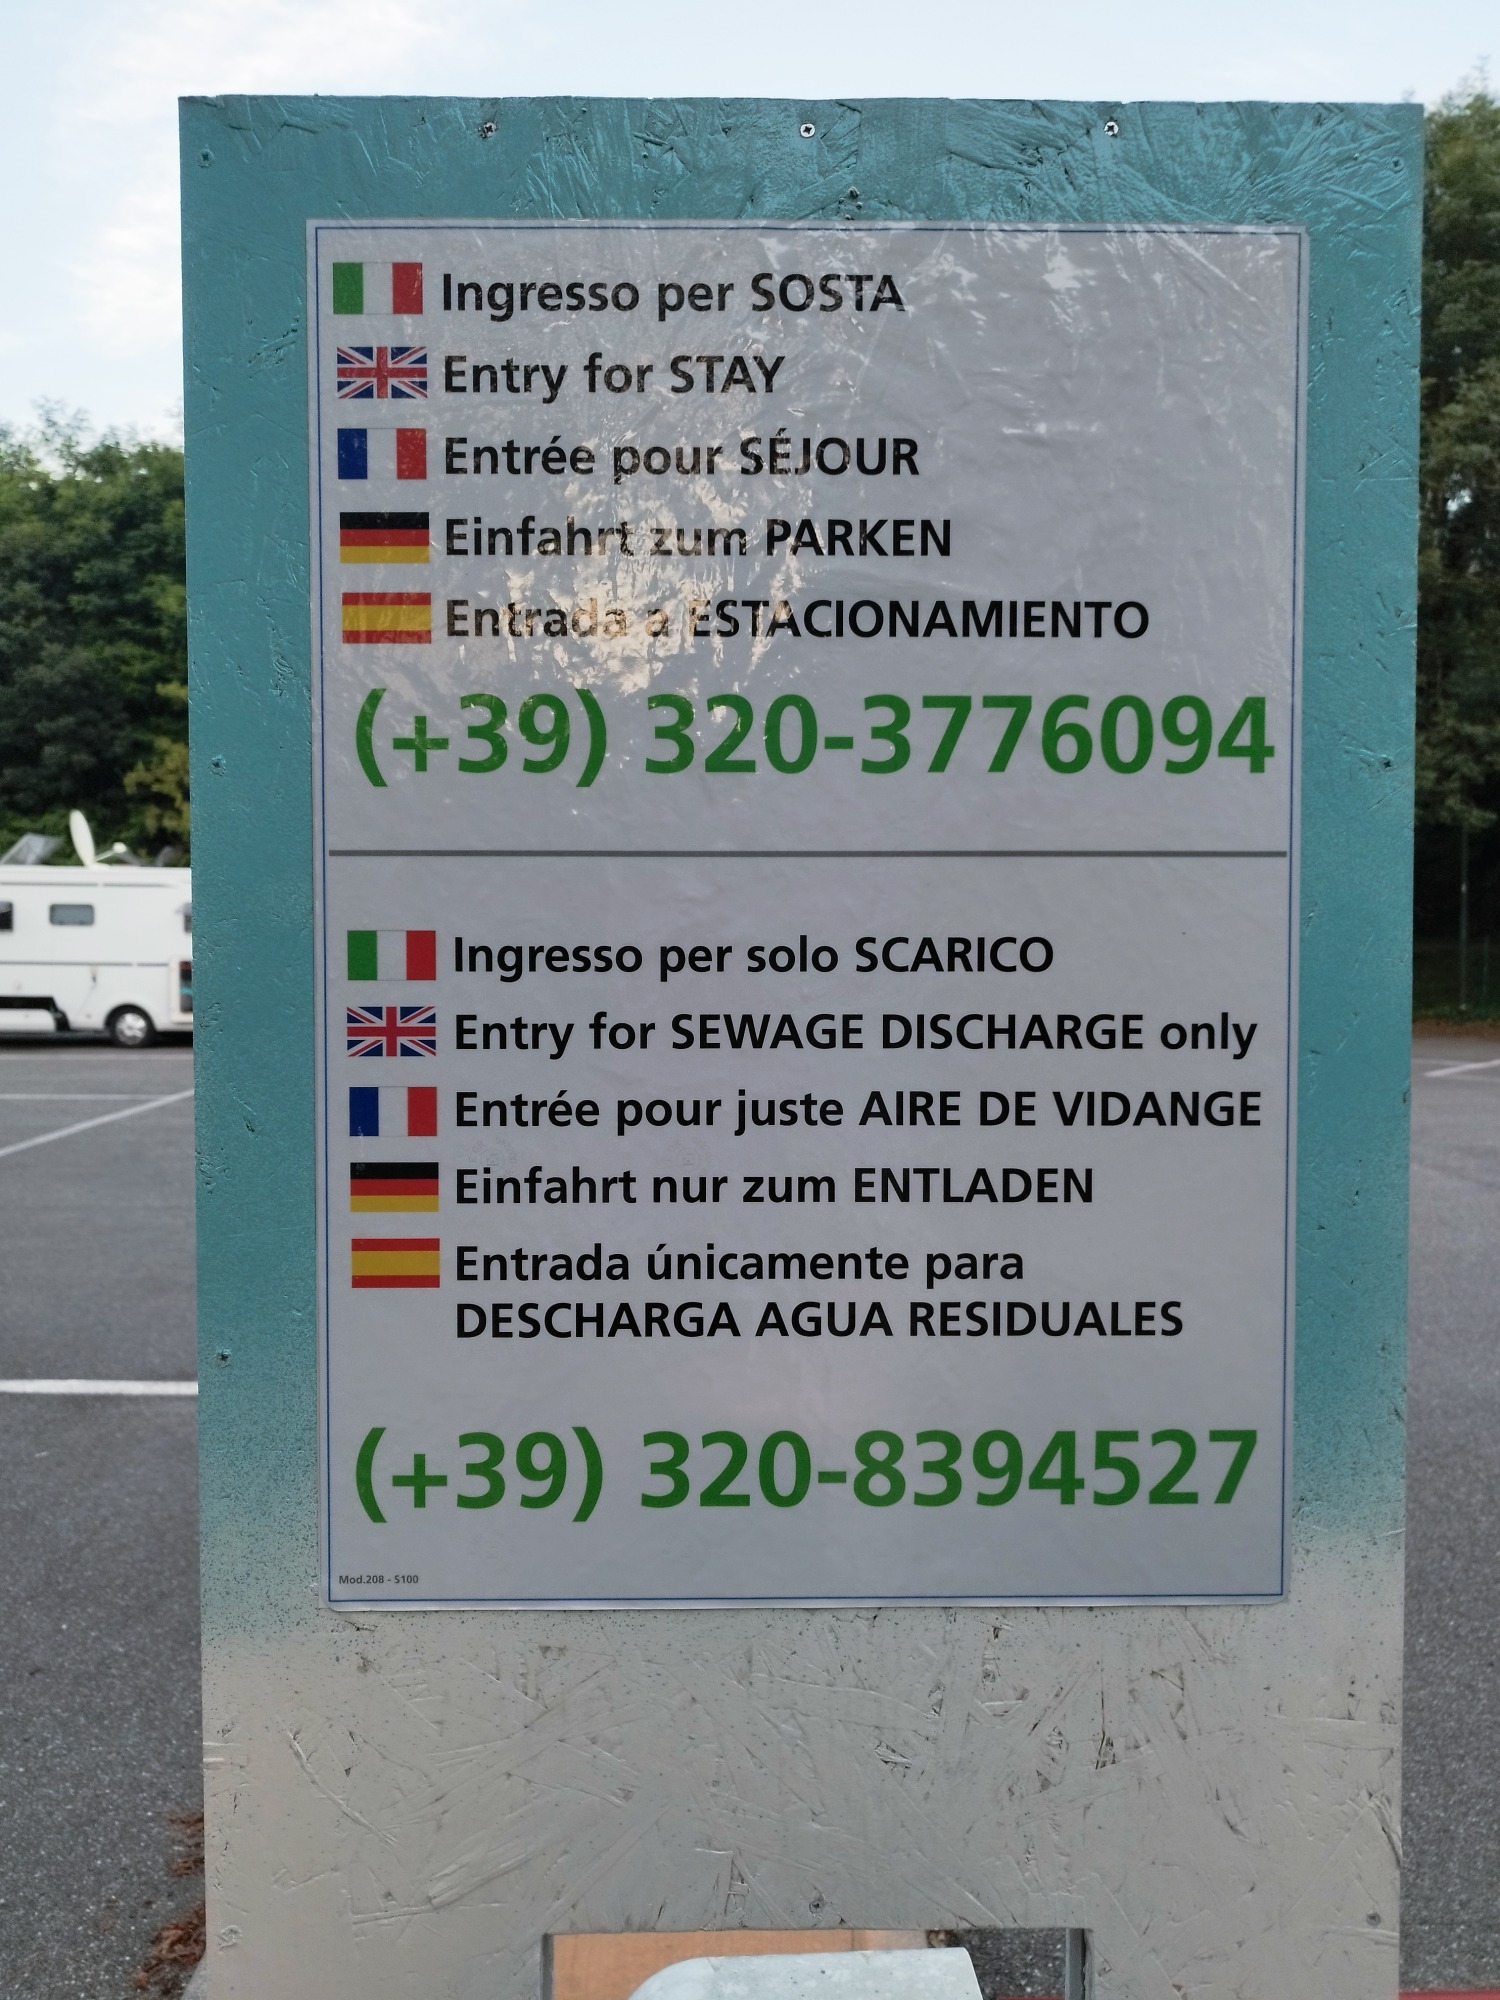 Ingresso per SOSTA
Entry for STAY
Entrée pour SÉJOUR
Einfahrt zum PARKEN
Entrada a ESTACIONAMIENTO
(+39) 320-3776094
Ingresso per solo SCARICO
Entry for SEWAGE DISCHARGE only
Entrée pour juste AIRE DE VIDANGE
Einfahrt nur zum ENTLADEN
Entrada únicamente para
DESCHARGA AGUA RESIDUALES
(+39) 320-8394527
Mod.208 - S100